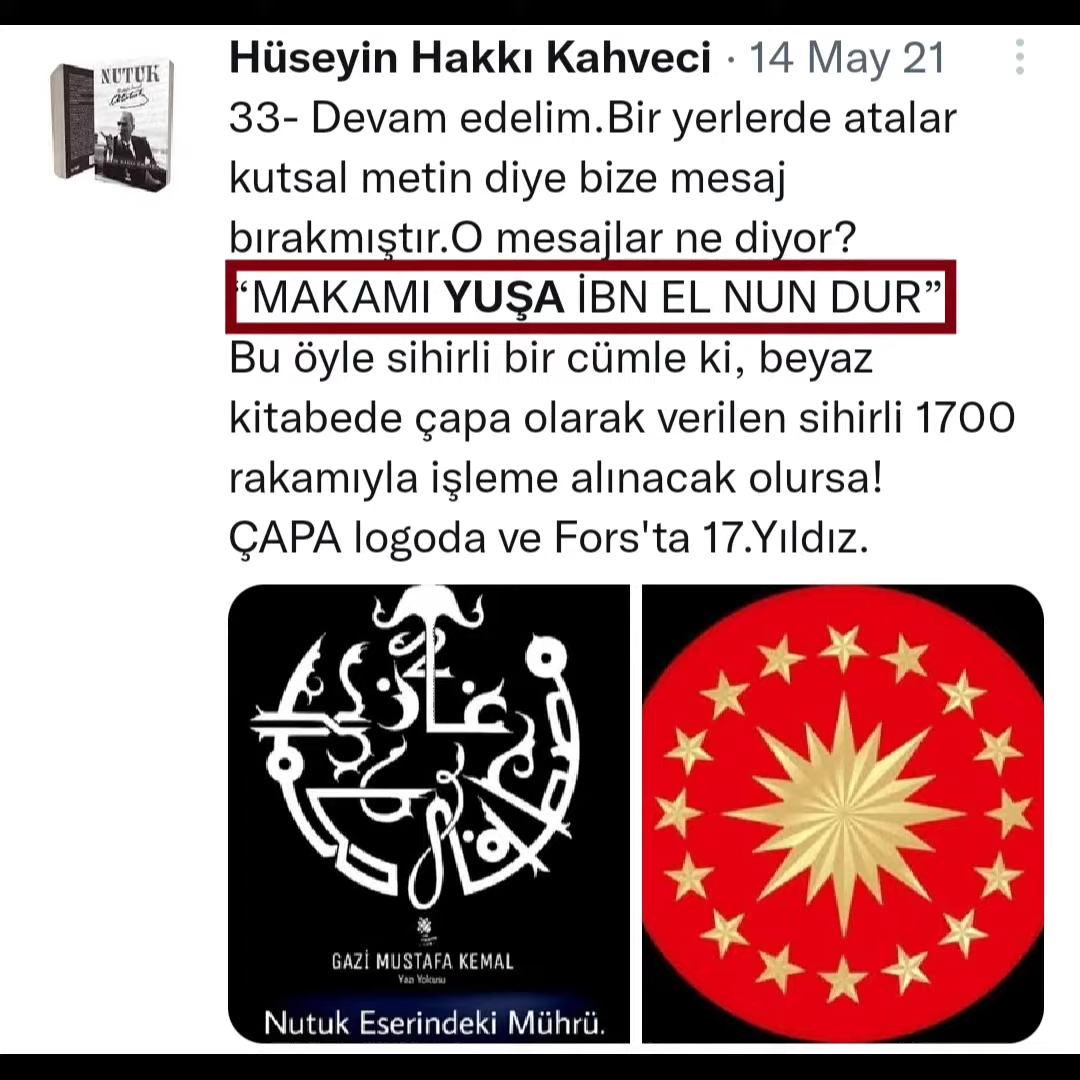 NUTUK
Hüseyin Hakkı Kahveci · 14 May 21
33- Devam edelim.Bir yerlerde atalar
kutsal metin diye bize mesaj
bırakmıştır.O mesajlar ne diyor?
“MAKAMI YUŞA İBN EL NUN DUR”
Bu öyle sihirli bir cümle ki, beyaz
kitabede çapa olarak verilen sihirli 1700
rakamıyla işleme alınacak olursa!
ÇAPA logoda ve Fors'ta 17.Yıldız.
GAZİ MUSTAFA KEMAL
Yazı Yolcusu
Nutuk Eserindeki Mührü.